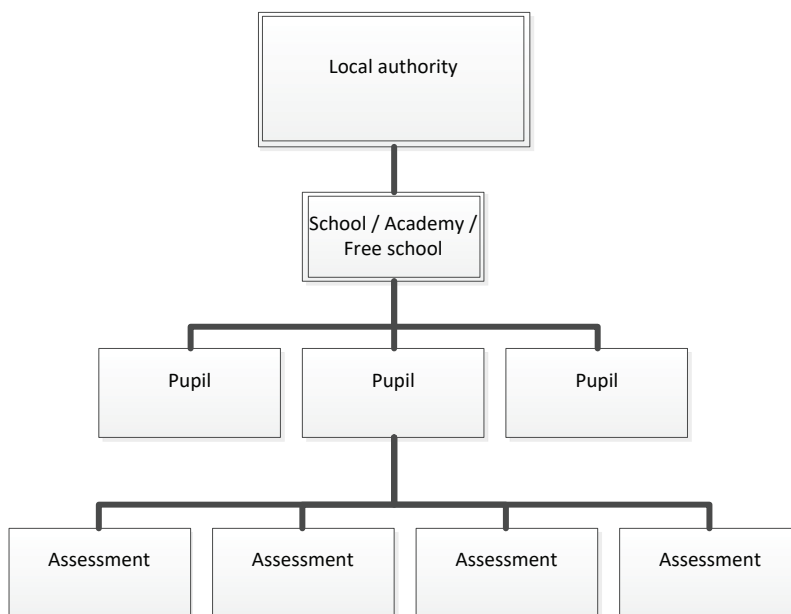 Local authority
School / Academy /
Free school
Pupil
Pupil
Pupil
Assessment
Assessment
Assessment
Assessment